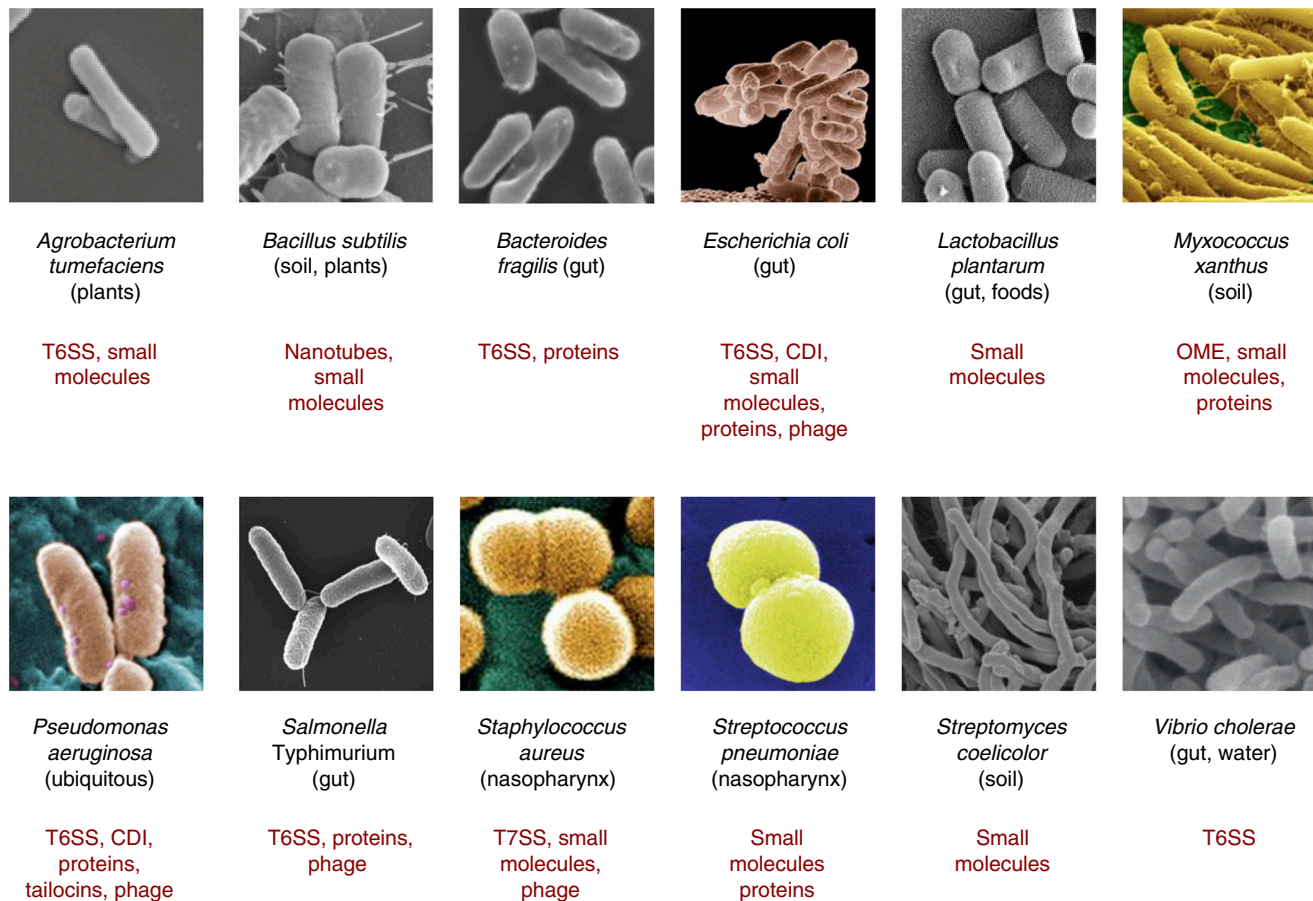 Agrobacterium
tumefaciens
(plants)
T6SS, small
molecules
Bacillus subtilis
(soil, plants)
Nanotubes,
small
molecules
Bacteroides
fragilis (gut)
T6SS, proteins
Escherichia coli
(gut)
T6SS, CDI,
small
molecules,
proteins, phage
Lactobacillus
plantarum
(gut, foods)
Small
molecules
Myxococcus
xanthus
(soil)
OME, small
molecules,
proteins
Pseudomonas
aeruginosa
(ubiquitous)
T6SS, CDI,
proteins,
tailocins, phage
Salmonella
Typhimurium
(gut)
T6SS, proteins,
phage
Staphylococcus
aureus
(nasopharynx)
T7SS, small
molecules,
phage
Streptococcus
pneumoniae
(nasopharynx)
Small
molecules
proteins
Streptomyces
coelicolor
(soil)
Small
molecules
Vibrio cholerae
(gut, water)
T6SS